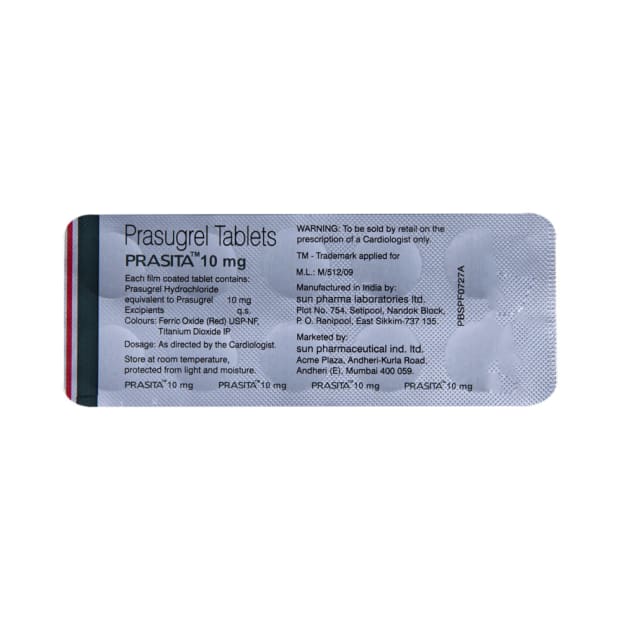 Prasugrel Tablets
PRASITA™ 10 mg
Each film coated tablet contains:
Prasugrel Hydrochloride
equivalent to Prasugrel 10 mg
Excipients q.s.
Colours: Ferric Oxide (Red) USP-NF,
Titanium Dioxide IP
Dosage: As directed by the Cardiologist.
Store at room temperature,
protected from light and moisture.
WARNING: To be sold by retail on the
prescription of a Cardiologist only.
TM - Trademark applied for
M.L.: M/512/09
Manufactured in India by:
sun pharma laboratories ltd.
Plot No. 754, Setipool, Nandok Block,
P. O. Ranipool, East Sikkim-737 135.
Marketed by:
sun pharmaceutical ind. ltd.
Acme Plaza, Andheri-Kurla Road,
Andheri (E), Mumbai 400 059.
PRASITA™ 10 mg PRASITA™ 10 mg PRASITA™ 10 mg PRASITA™ 10 mg
PBSPF0727A